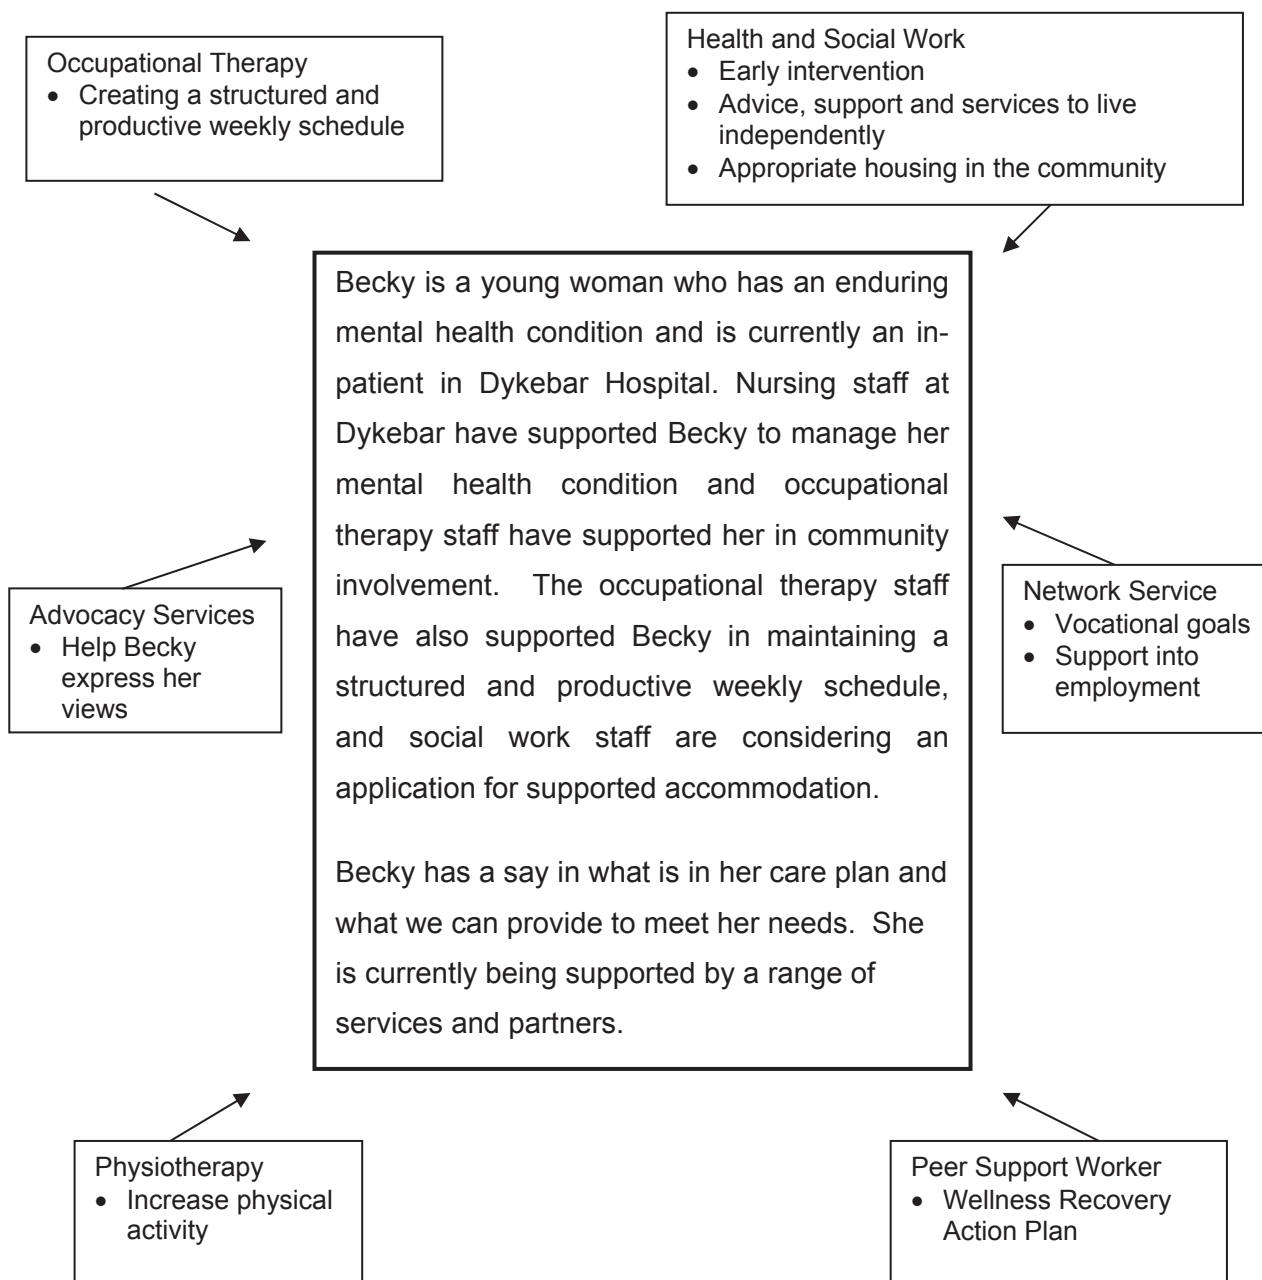 Occupational Therapy
• Creating a structured and
productive weekly schedule
Health and Social Work
• Early intervention
• Advice, support and services to live
independently
• Appropriate housing in the community
Becky is a young woman who has an enduring
mental health condition and is currently an in-
patient in Dykebar Hospital. Nursing staff at
Dykebar have supported Becky to manage her
mental health condition and occupational
therapy staff have supported her in community
involvement. The occupational therapy staff
have also supported Becky in maintaining a
structured and productive weekly schedule,
and social work staff are considering an
application for supported accommodation.
Becky has a say in what is in her care plan and
what we can provide to meet her needs. She
is currently being supported by a range of
services and partners.
Advocacy Services
• Help Becky
express her
views
Network Service
• Vocational goals
• Support into
employment
Physiotherapy
• Increase physical
activity
Peer Support Worker
• Wellness Recovery
Action Plan